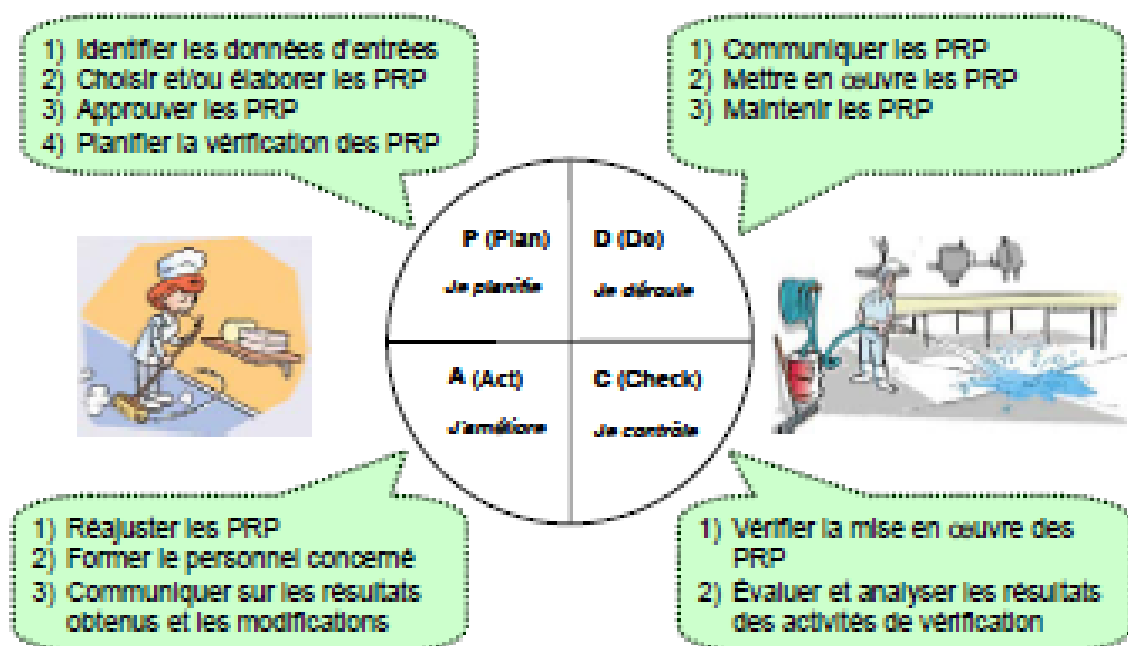 1) Identifier les données d'entrées
2) Choisir et/ou élaborer les PRP
3) Approuver les PRP
4) Planifier la vérification des PRP
1) Communiquer les PRP
2) Mettre en œuvre les PRP
3) Maintenir les PRP
P (Plan)
Je planifie
D (Do)
Je déroule
A (Act)
J'améliore
C (Check)
Je contrôle
1) Réajuster les PRP
2) Former le personnel concerné
3) Communiquer sur les résultats
obtenus et les modifications
1) Vérifier la mise en œuvre des
PRP
2) Évaluer et analyser les résultats
des activités de vérification